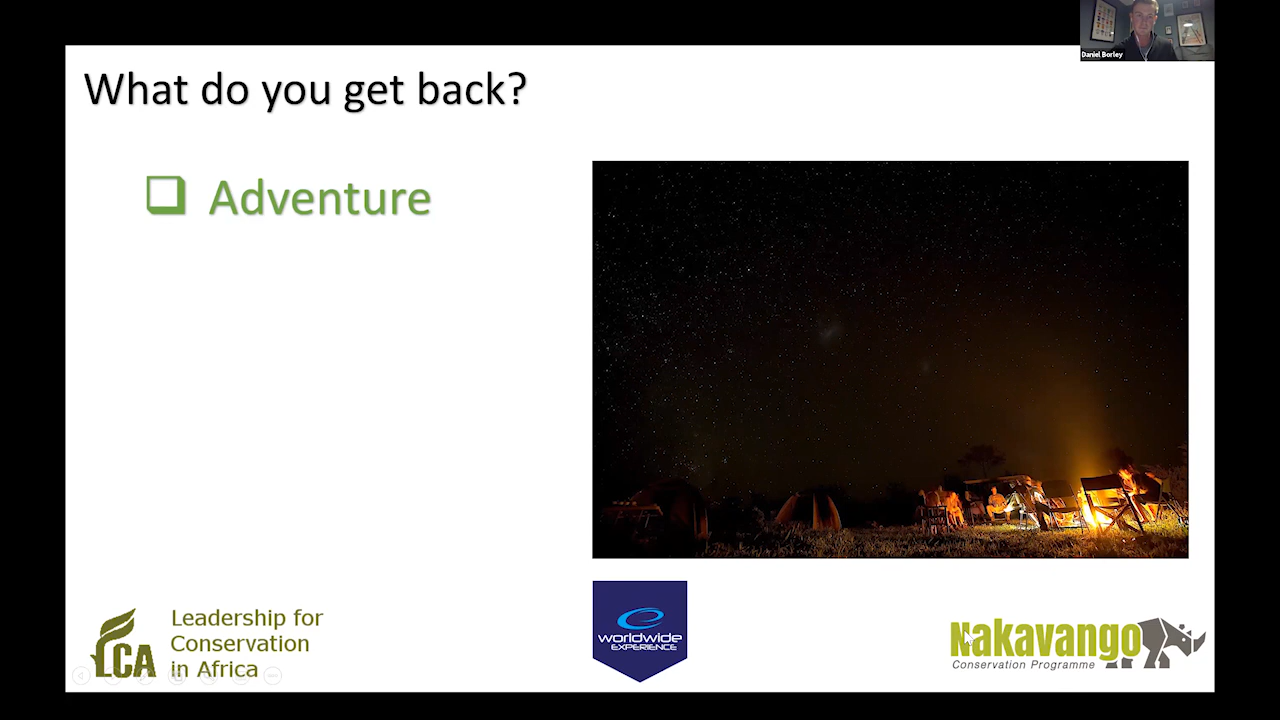 Daniel Borley
What do you get back?
Adventure
Leadership for
Conservation
in Africa
LCA
worldwide
EXPERIENCE
Nakavango
Conservation Programme